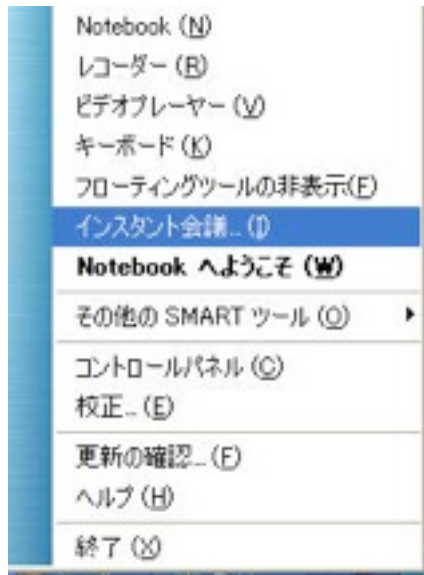 Notebook (N)
レコーダー (R)
ビデオプレーヤー (V)
キーボード (K)
フローティングツールの非表示(F)
インスタント会議... (I)
Notebook へようこそ (W)
その他の SMART ツール (O)
コントロールパネル (C)
校正... (E)
更新の確認... (F)
ヘルプ (H)
終了 (X)